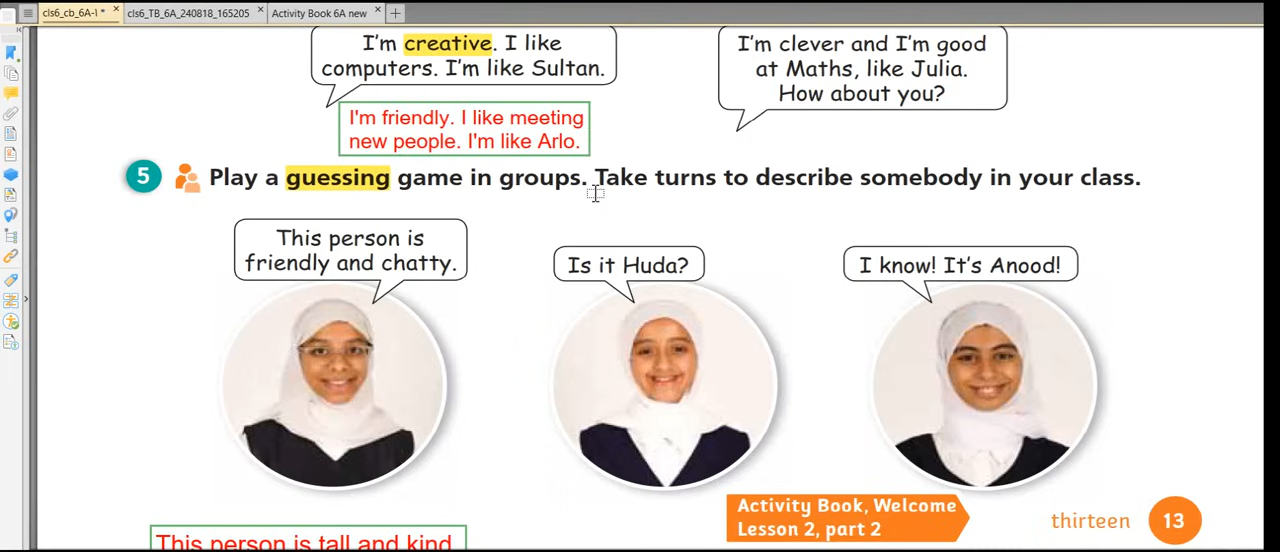 cls6_cb_6A-I *
cls6_TB_6A_240818_165205
Activity Book 6A new
I'm creative. I like
computers. I'm like Sultan.
I'm clever and I'm good
at Maths, like Julia.
How about you?
I'm friendly. I like meeting
new people. I'm like Arlo.
5 Play a guessing game in groups. Take turns to describe somebody in your class.
This person is
friendly and chatty.
Is it Huda?
I know! It's Anood!
Activity Book, Welcome
Lesson 2, part 2
thirteen 13
This person is tall and kind